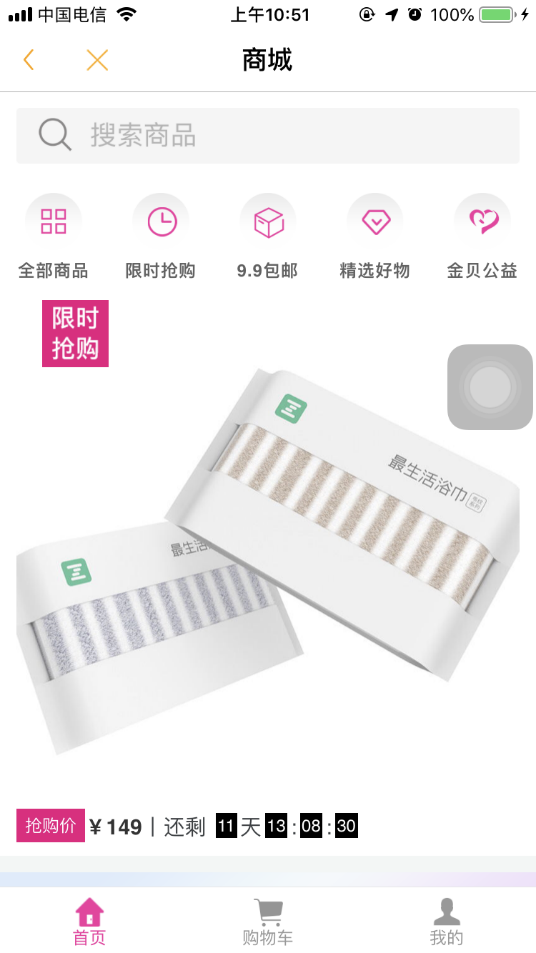 中国电信 上午10:51 100%
商城
搜索商品
全部商品 限时抢购 9.9包邮 精选好物 金贝公益
限时
抢购
最生活浴巾
最生活
抢购价 ¥ 149 | 还剩 11 天 13 : 08 : 30
首页 购物车 我的